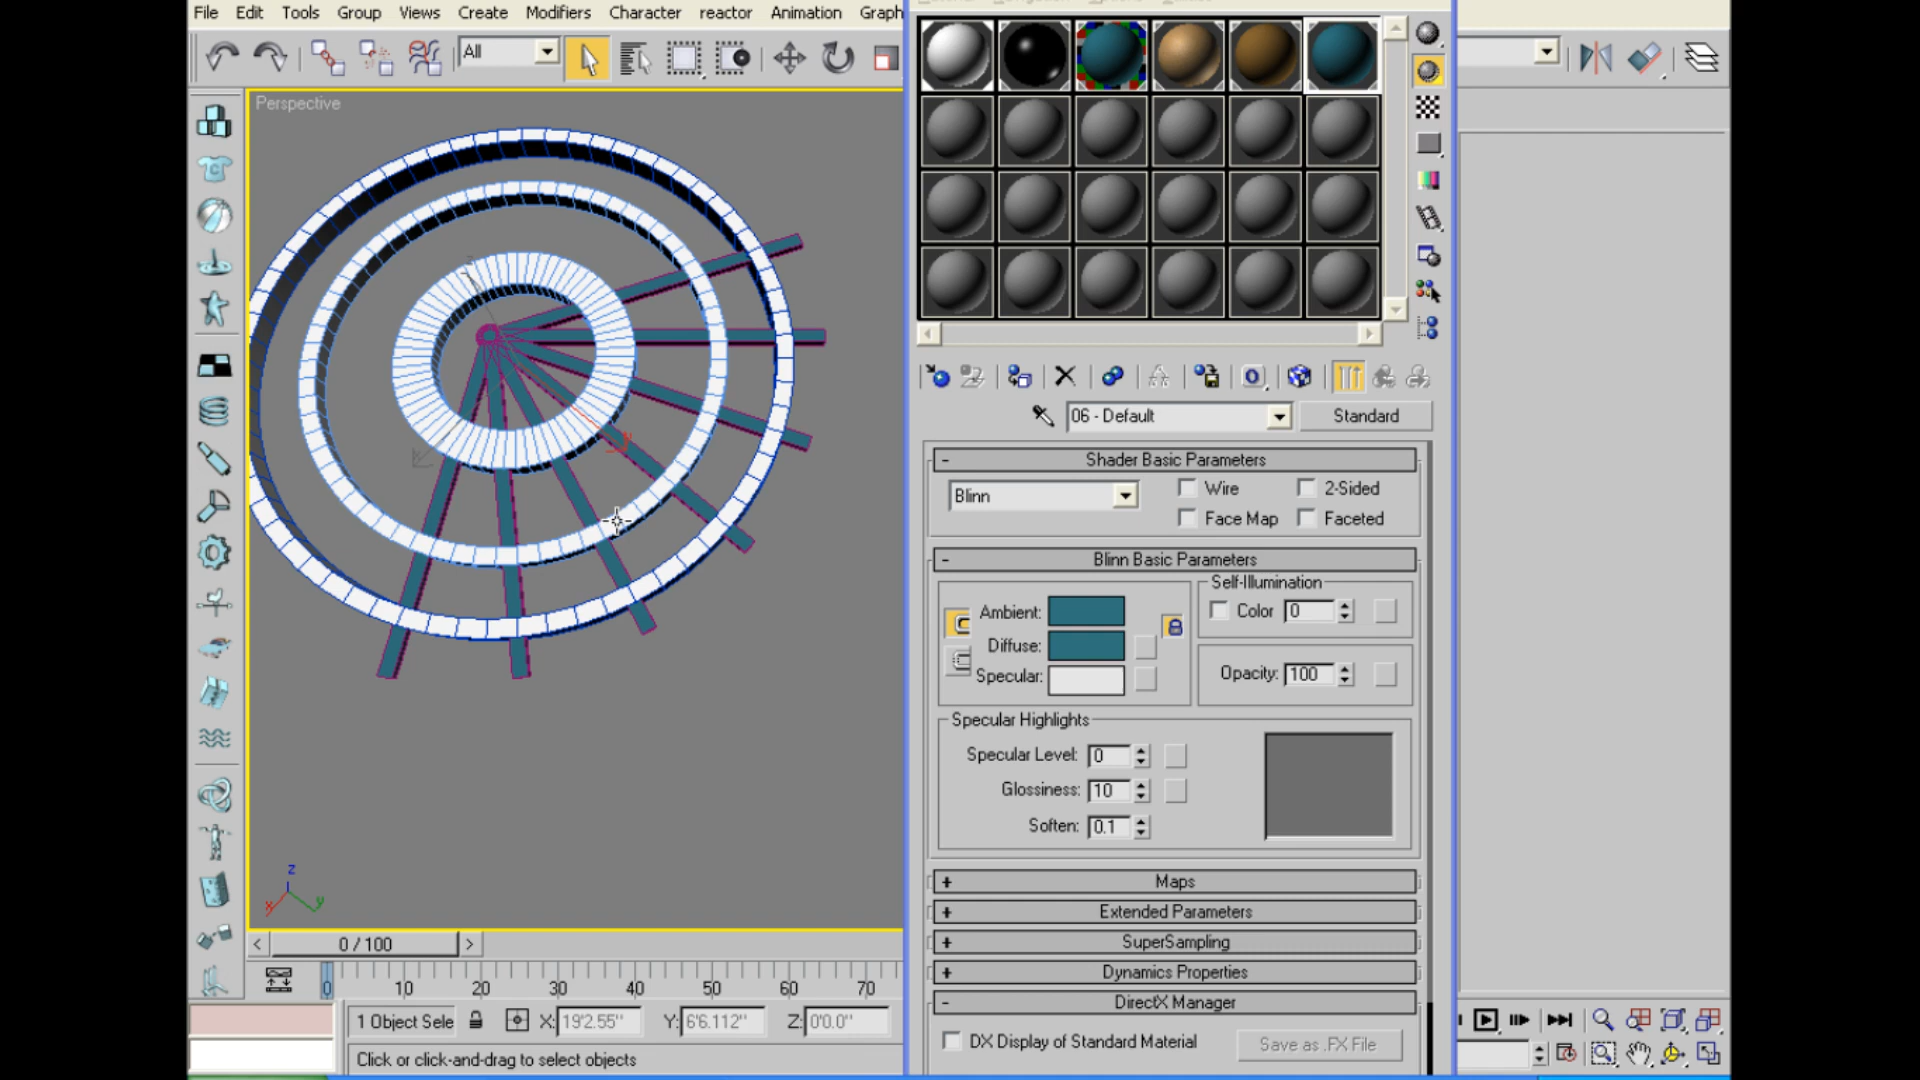 File Edit Tools Group Views Create Modifiers Character reactor Animation Graph
All
Perspective
06 - Default
Standard
- Shader Basic Parameters
Blinn
Wire 2-Sided
Face Map Faceted
- Blinn Basic Parameters
Self-Illumination
Ambient:
Color 0
Diffuse:
Specular:
Opacity: 100
Specular Highlights
Specular Level: 0
Glossiness: 10
Soften: 0.1
+ Maps
+ Extended Parameters
+ SuperSampling
+ Dynamics Properties
- DirectX Manager
DX Display of Standard Material
Save as .FX File
z
x y
< 0 / 100 >
0 10 20 30 40 50 60 70
1 Object Sele X: 19'2.55" Y: 6'6.112" Z: 0'0.0"
Click or click-and-drag to select objects